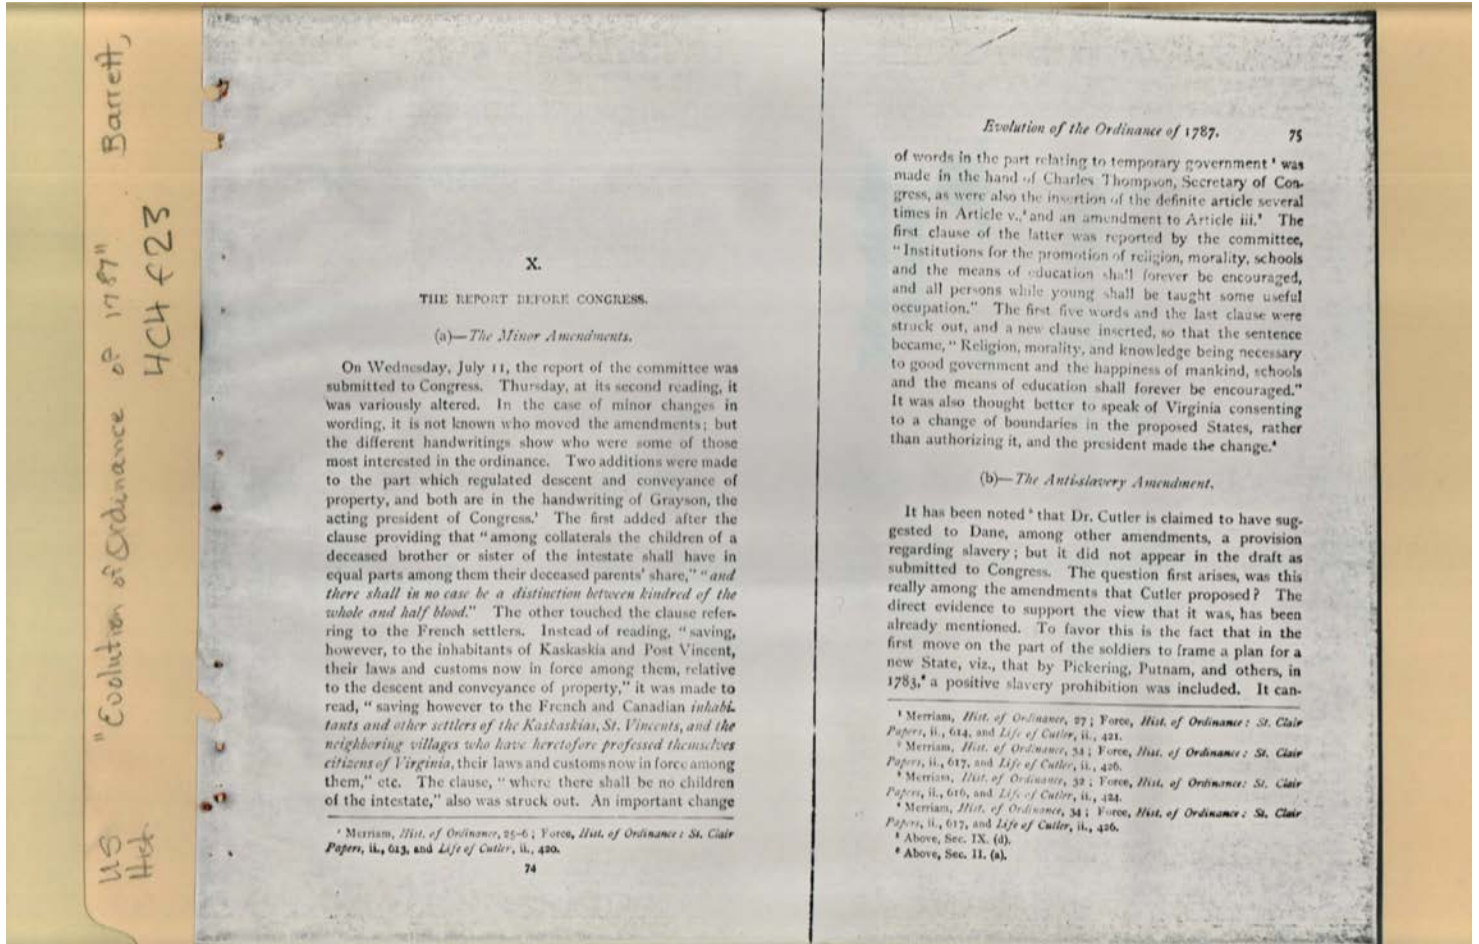 US "Evolution of Ordinance of 1787" Barrett,
Hist. 4C4 f23
X.
THE REPORT BEFORE CONGRESS.
(a)—The Minor Amendments.
On Wednesday, July 11, the report of the committee was
submitted to Congress. Thursday, at its second reading, it
was variously altered. In the case of minor changes in
wording, it is not known who moved the amendments; but
the different handwritings show who were some of those
most interested in the ordinance. Two additions were made
to the part which regulated descent and conveyance of
property, and both are in the handwriting of Grayson, the
acting president of Congress.¹ The first added after the
clause providing that "among collaterals the children of a
deceased brother or sister of the intestate shall have in
equal parts among them their deceased parents' share," "and
there shall in no case be a distinction between kindred of the
whole and half blood." The other touched the clause refer-
ring to the French settlers. Instead of reading, "saving,
however, to the inhabitants of Kaskaskia and Post Vincent,
their laws and customs now in force among them, relative
to the descent and conveyance of property," it was made to
read, "saving however to the French and Canadian inhabi-
tants and other settlers of the Kaskaskias, St. Vincents, and the
neighboring villages who have heretofore professed themselves
citizens of Virginia, their laws and customs now in force among
them," etc. The clause, "where there shall be no children
of the intestate," also was struck out. An important change
¹ Merriam, Hist. of Ordinance, 25-6; Force, Hist. of Ordinance: St. Clair
Papers, ii., 613, and Life of Cutler, ii., 420.
74
Evolution of the Ordinance of 1787. 75
of words in the part relating to temporary government¹ was
made in the hand of Charles Thompson, Secretary of Con-
gress, as were also the insertion of the definite article several
times in Article v.,² and an amendment to Article iii.³ The
first clause of the latter was reported by the committee,
"Institutions for the promotion of religion, morality, schools
and the means of education shall forever be encouraged,
and all persons while young shall be taught some useful
occupation." The first five words and the last clause were
struck out, and a new clause inserted, so that the sentence
became, "Religion, morality, and knowledge being necessary
to good government and the happiness of mankind, schools
and the means of education shall forever be encouraged."
It was also thought better to speak of Virginia consenting
to a change of boundaries in the proposed States, rather
than authorizing it, and the president made the change.⁴
(b)—The Anti-slavery Amendment.
It has been noted⁵ that Dr. Cutler is claimed to have sug-
gested to Dane, among other amendments, a provision
regarding slavery; but it did not appear in the draft as
submitted to Congress. The question first arises, was this
really among the amendments that Cutler proposed? The
direct evidence to support the view that it was, has been
already mentioned. To favor this is the fact that in the
first move on the part of the soldiers to frame a plan for a
new State, viz., that by Pickering, Putnam, and others, in
1783,⁶ a positive slavery prohibition was included. It can-
¹ Merriam, Hist. of Ordinance, 27; Force, Hist. of Ordinance: St. Clair
Papers, ii., 614, and Life of Cutler, ii., 421.
² Merriam, Hist. of Ordinance, 34; Force, Hist. of Ordinance: St. Clair
Papers, ii., 617, and Life of Cutler, ii., 426.
³ Merriam, Hist. of Ordinance, 32; Force, Hist. of Ordinance: St. Clair
Papers, ii., 616, and Life of Cutler, ii., 424.
⁴ Merriam, Hist. of Ordinance, 34; Force, Hist. of Ordinance: St. Clair
Papers, ii., 617, and Life of Cutler, ii., 426.
⁵ Above, Sec. IX. (d).
⁶ Above, Sec. II. (a).